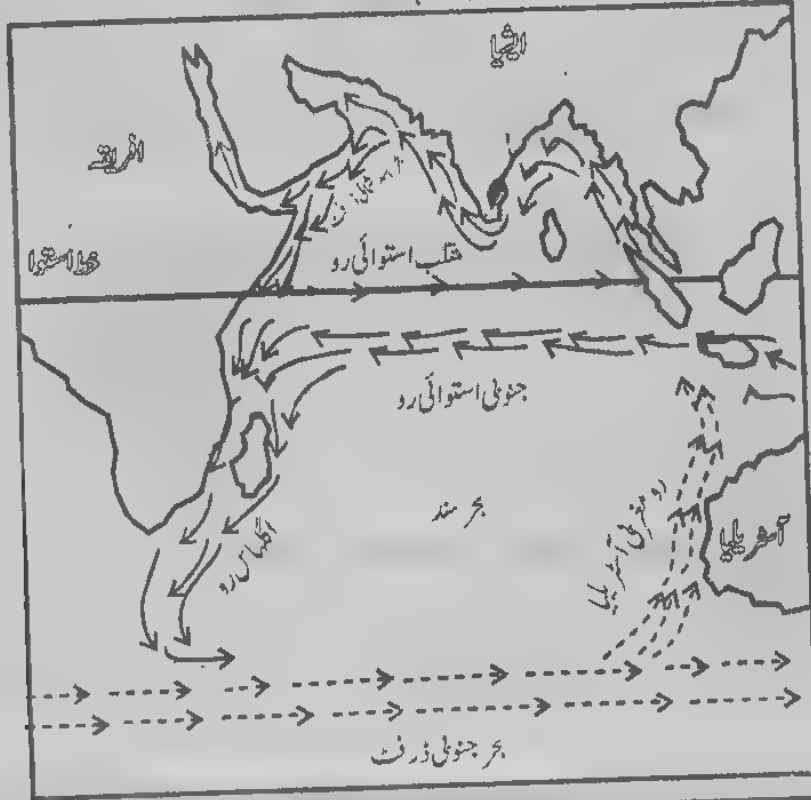 ایشیا
افریقہ
خط استوا
متقلب استوائی رو
جنوبی استوائی رو
اگلہاس رو
بحر ہند
رو مغربی آسٹریلیا
آسٹریلیا
بحر جنوبی ڈرفٹ